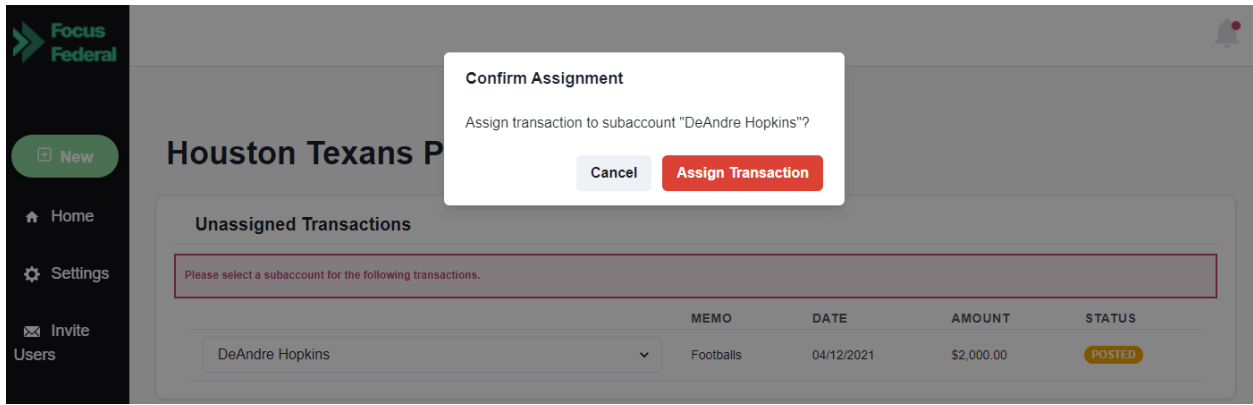 Focus
Federal
Confirm Assignment
Assign transaction to subaccount "DeAndre Hopkins"?
Cancel
Assign Transaction
New
Houston Texans P
Home
Unassigned Transactions
Settings
Please select a subaccount for the following transactions.
MEMO DATE AMOUNT STATUS
Invite
Users
DeAndre Hopkins Footballs 04/12/2021 $2,000.00 POSTED